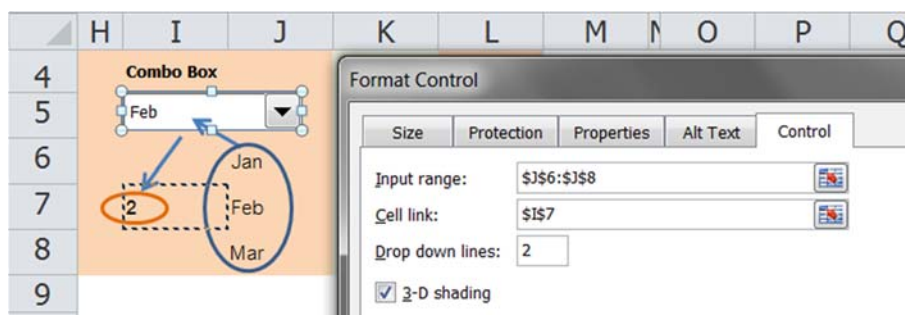 H I J K L M N O P Q
4 Combo Box
Format Control
5 Feb
Size Protection Properties Alt Text Control
6 Jan
Input range: $J$6:$J$8
7 2 Feb
Cell link: $I$7
8 Mar
Drop down lines: 2
9
3-D shading